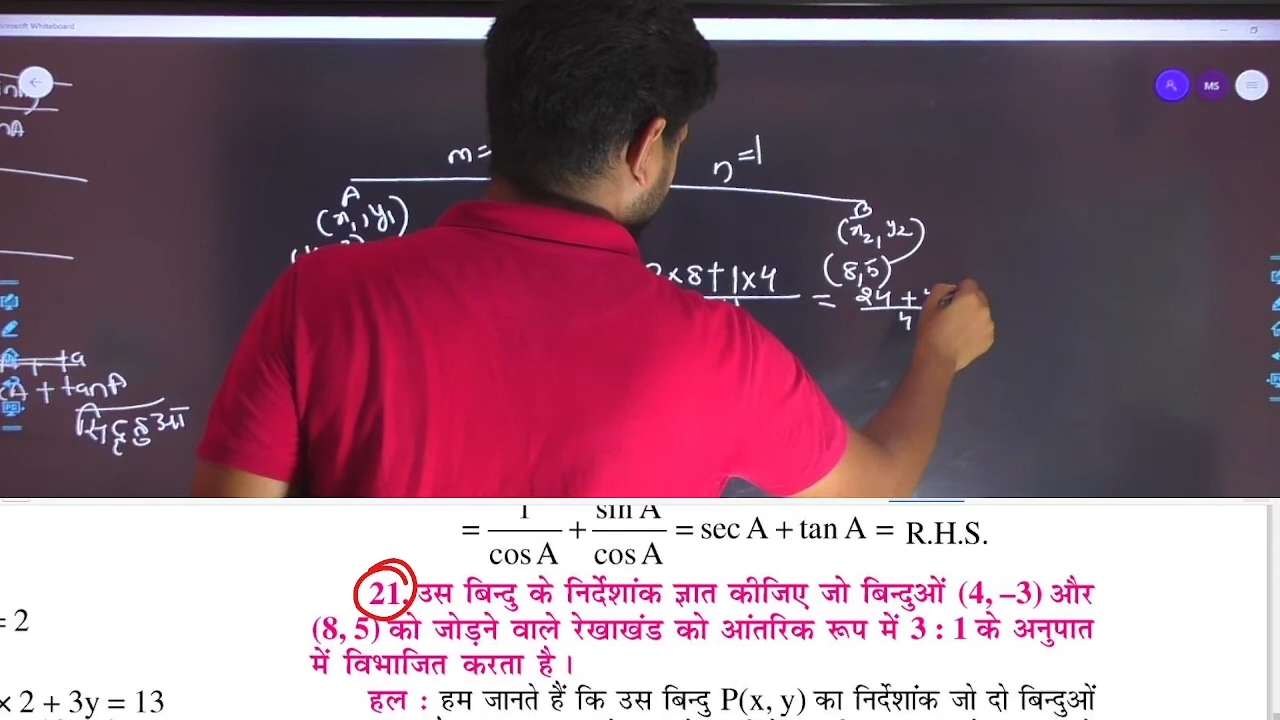 MS
n=1
A
B
(x₁, y₁)
(x₂, y₂)
(8,5)
×8+1×4
= 24+
4
A + tanA
सिद्ध हुआ
= 1/cos A + sin A/cos A = sec A + tan A = R.H.S.
21. उस बिन्दु के निर्देशांक ज्ञात कीजिए जो बिन्दुओं (4, –3) और
(8, 5) को जोड़ने वाले रेखाखंड को आंतरिक रूप में 3 : 1 के अनुपात
में विभाजित करता है ।
= 2
× 2 + 3y = 13
हल : हम जानते हैं कि उस बिन्दु P(x, y) का निर्देशांक जो दो बिन्दुओं